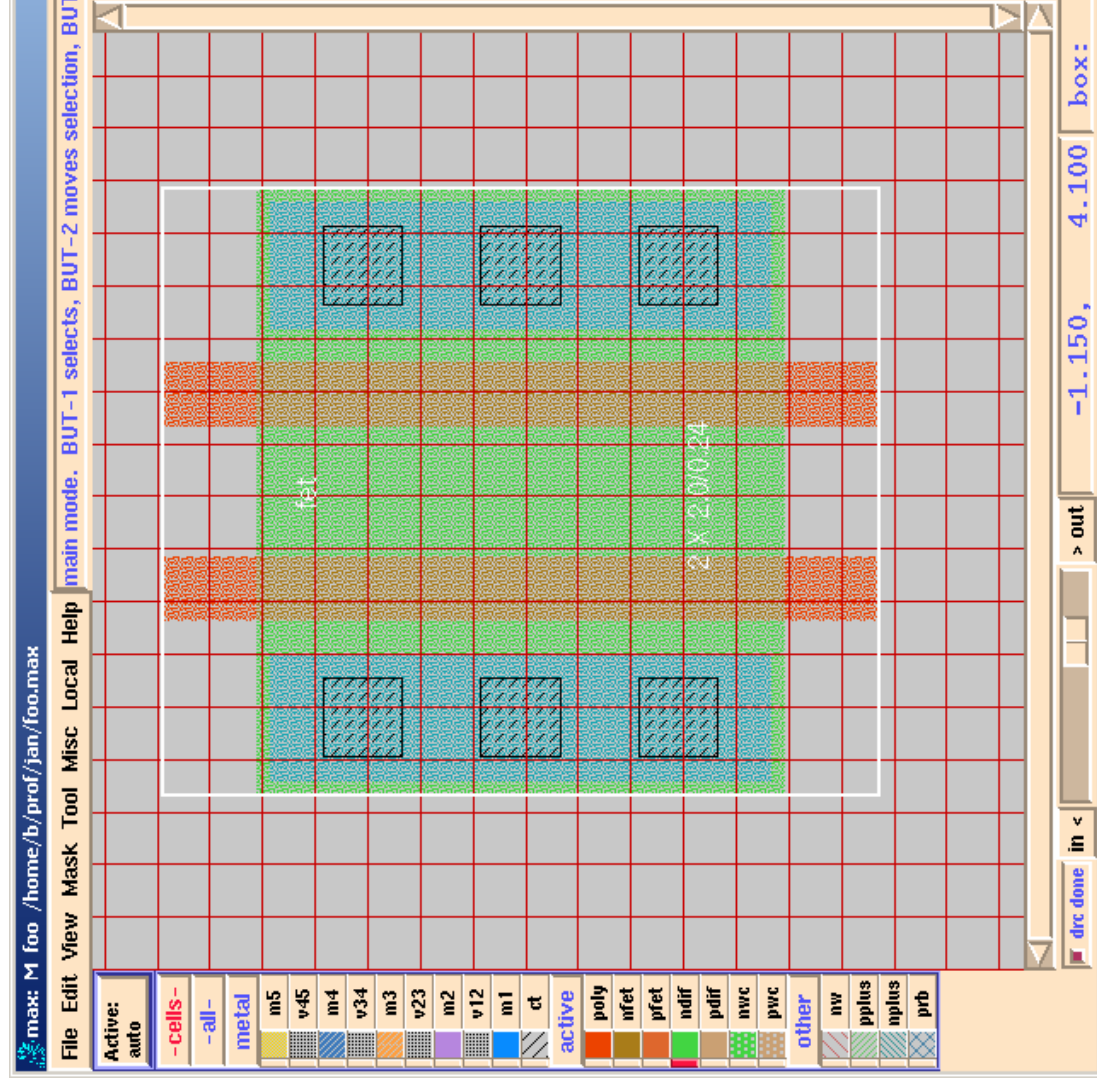 max: M foo /home/b/prof/jan/foo.max
File Edit View Mask Tool Misc Local Help
main mode. BUT-1 selects, BUT-2 moves selection, BUT
Active:
auto
-cells-
-all-
metal
m5
v45
m4
v34
m3
v23
m2
v12
m1
ct
active
poly
nfet
pfet
ndif
pdif
nwc
pwc
other
nw
pplus
nplus
prb
fet
2 X 2.0/0.24
drc done
in <
> out
-1.150, 4.100
box: